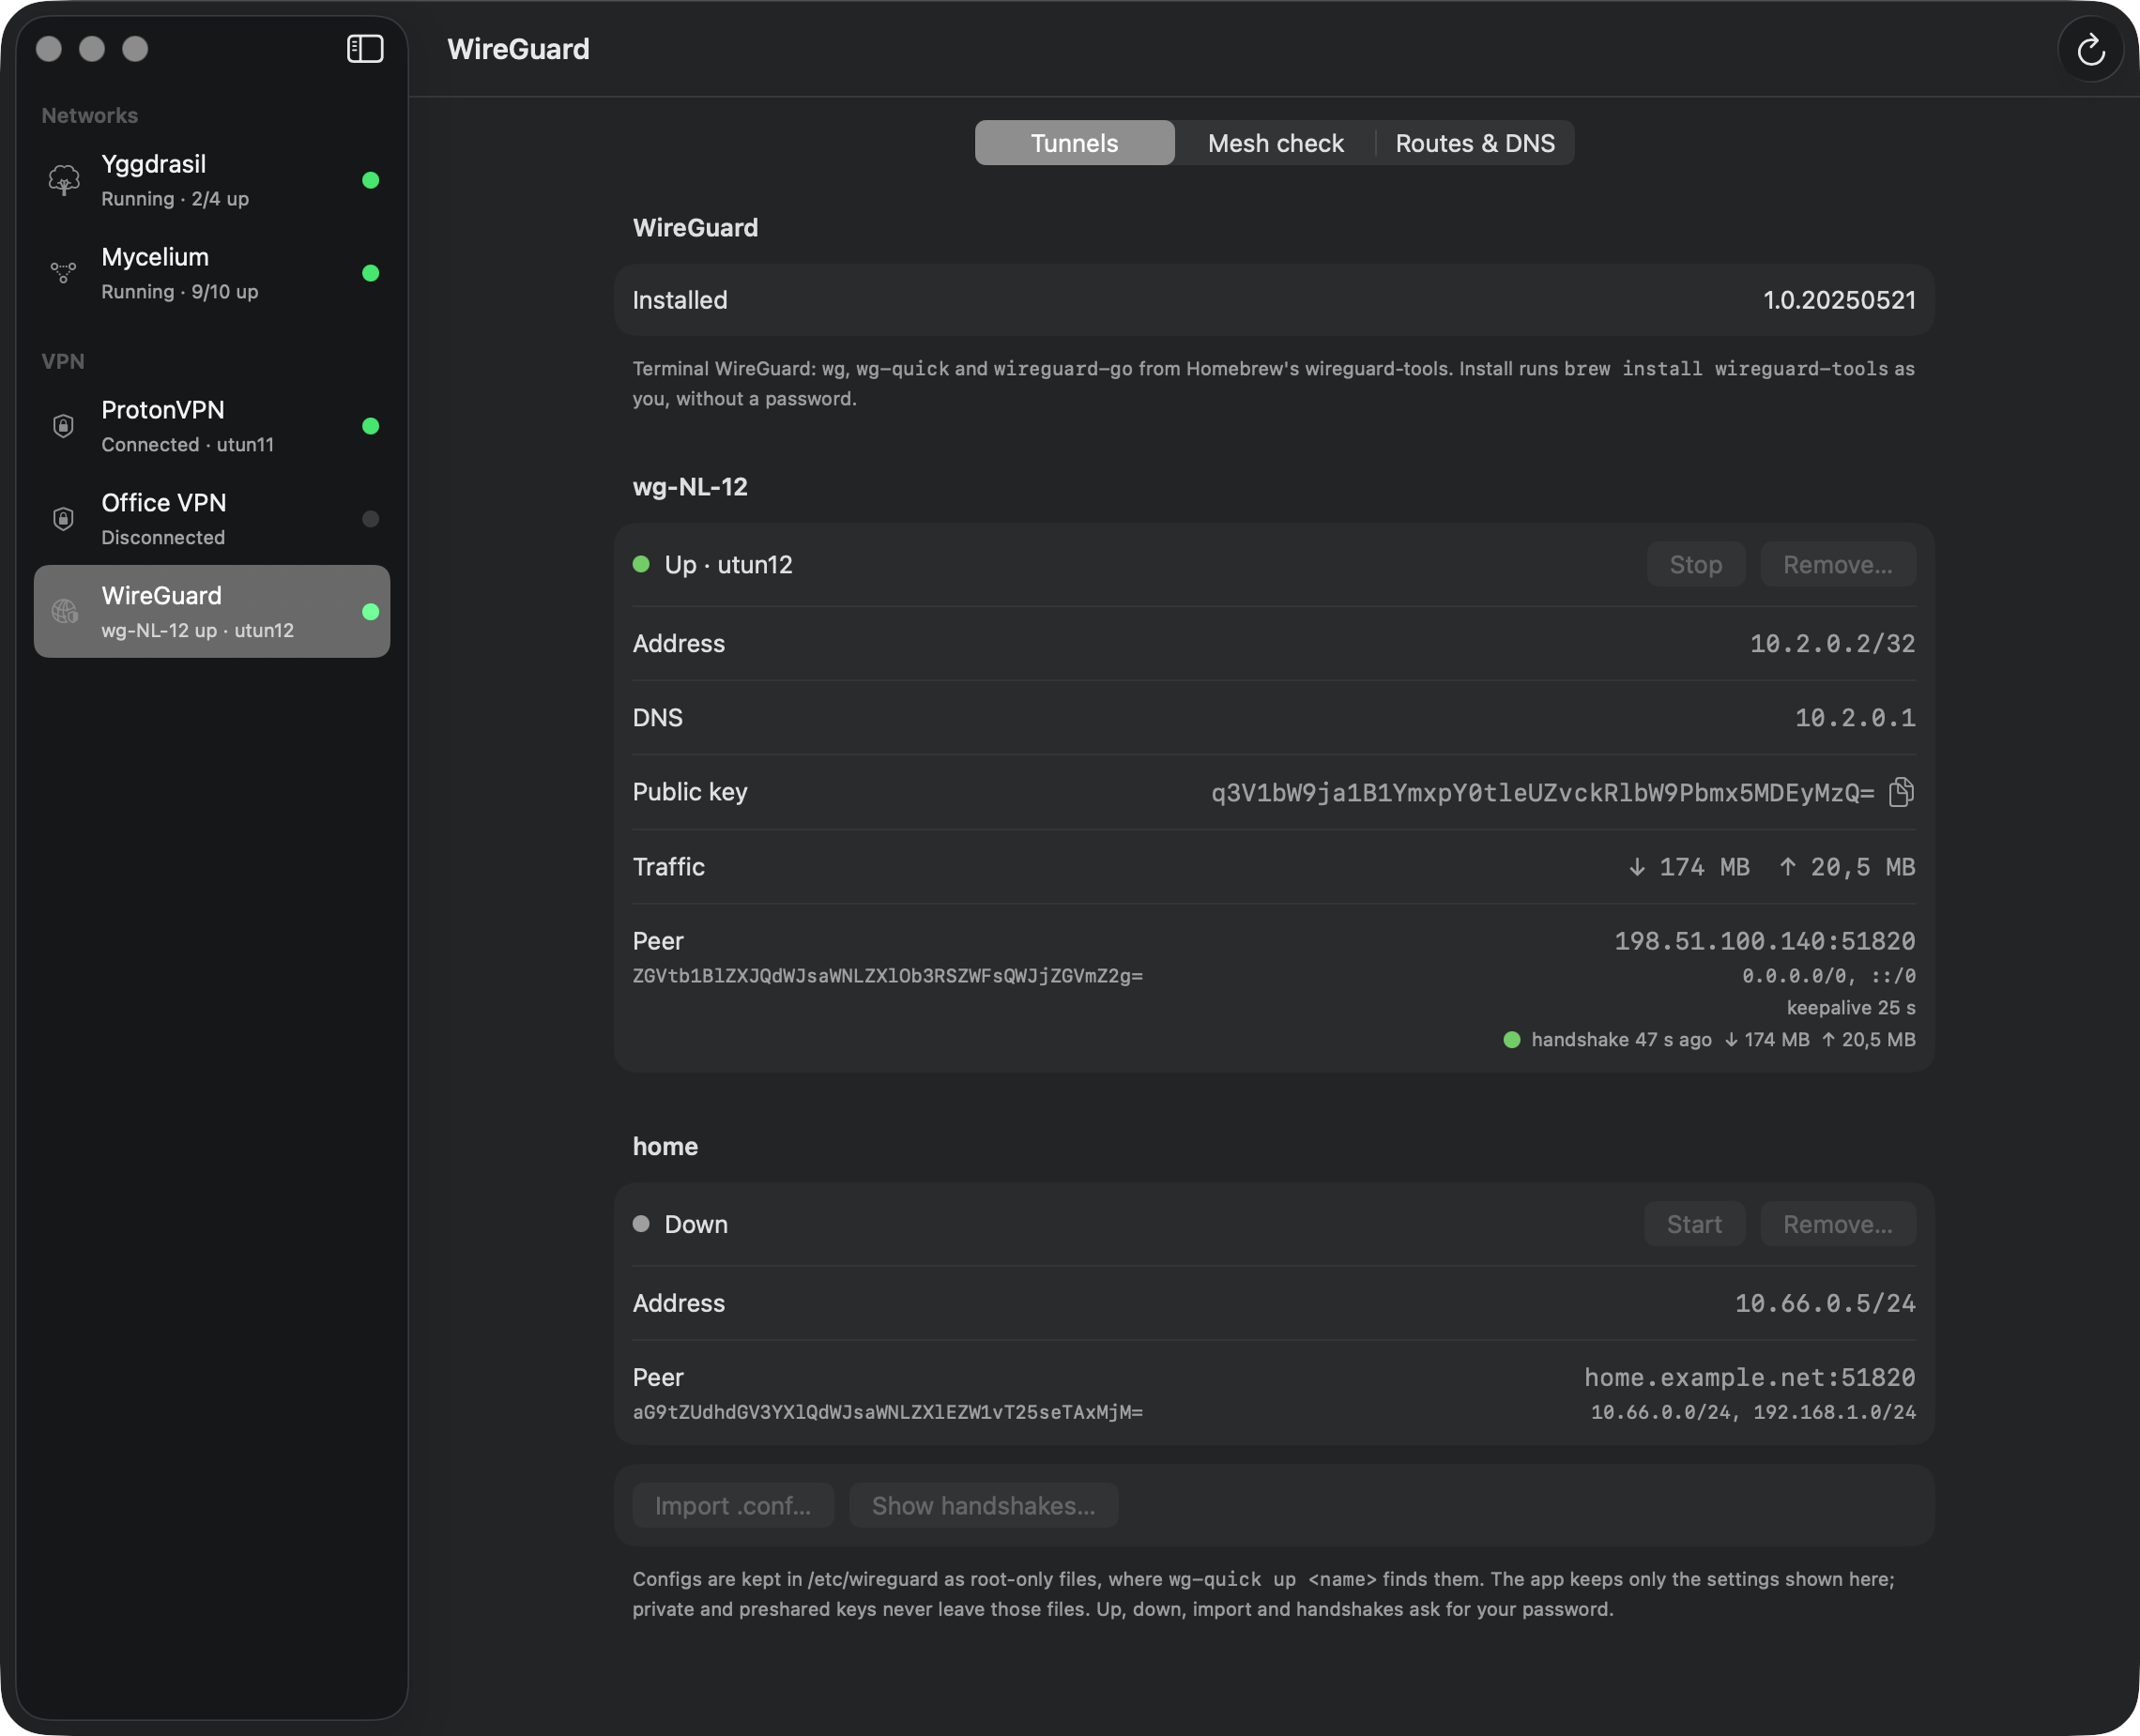 WireGuard
Networks
Yggdrasil
Running · 2/4 up
Mycelium
Running · 9/10 up
VPN
ProtonVPN
Connected · utun11
Office VPN
Disconnected
WireGuard
wg-NL-12 up · utun12
Tunnels
Mesh check
Routes & DNS
WireGuard
Installed 1.0.20250521
Terminal WireGuard: wg, wg-quick and wireguard-go from Homebrew's wireguard-tools. Install runs brew install wireguard-tools as
you, without a password.
wg-NL-12
Up · utun12 Stop Remove...
Address 10.2.0.2/32
DNS 10.2.0.1
Public key q3V1bW9ja1B1YmxpY0tleUZvckRlbW9Pbmx5MDEyMzQ=
Traffic ↓ 174 MB ↑ 20,5 MB
Peer 198.51.100.140:51820
ZGVtb1BlZXJQdWJsaWNLZXlOb3RSZWFsQWJjZGVmZ2g= 0.0.0.0/0, ::/0
keepalive 25 s
handshake 47 s ago ↓ 174 MB ↑ 20,5 MB
home
Down Start Remove...
Address 10.66.0.5/24
Peer home.example.net:51820
aG9tZUdhdGV3YXlQdWJsaWNLZXlEZW1vT25seTAxMjM= 10.66.0.0/24, 192.168.1.0/24
Import .conf... Show handshakes...
Configs are kept in /etc/wireguard as root-only files, where wg-quick up <name> finds them. The app keeps only the settings shown here;
private and preshared keys never leave those files. Up, down, import and handshakes ask for your password.